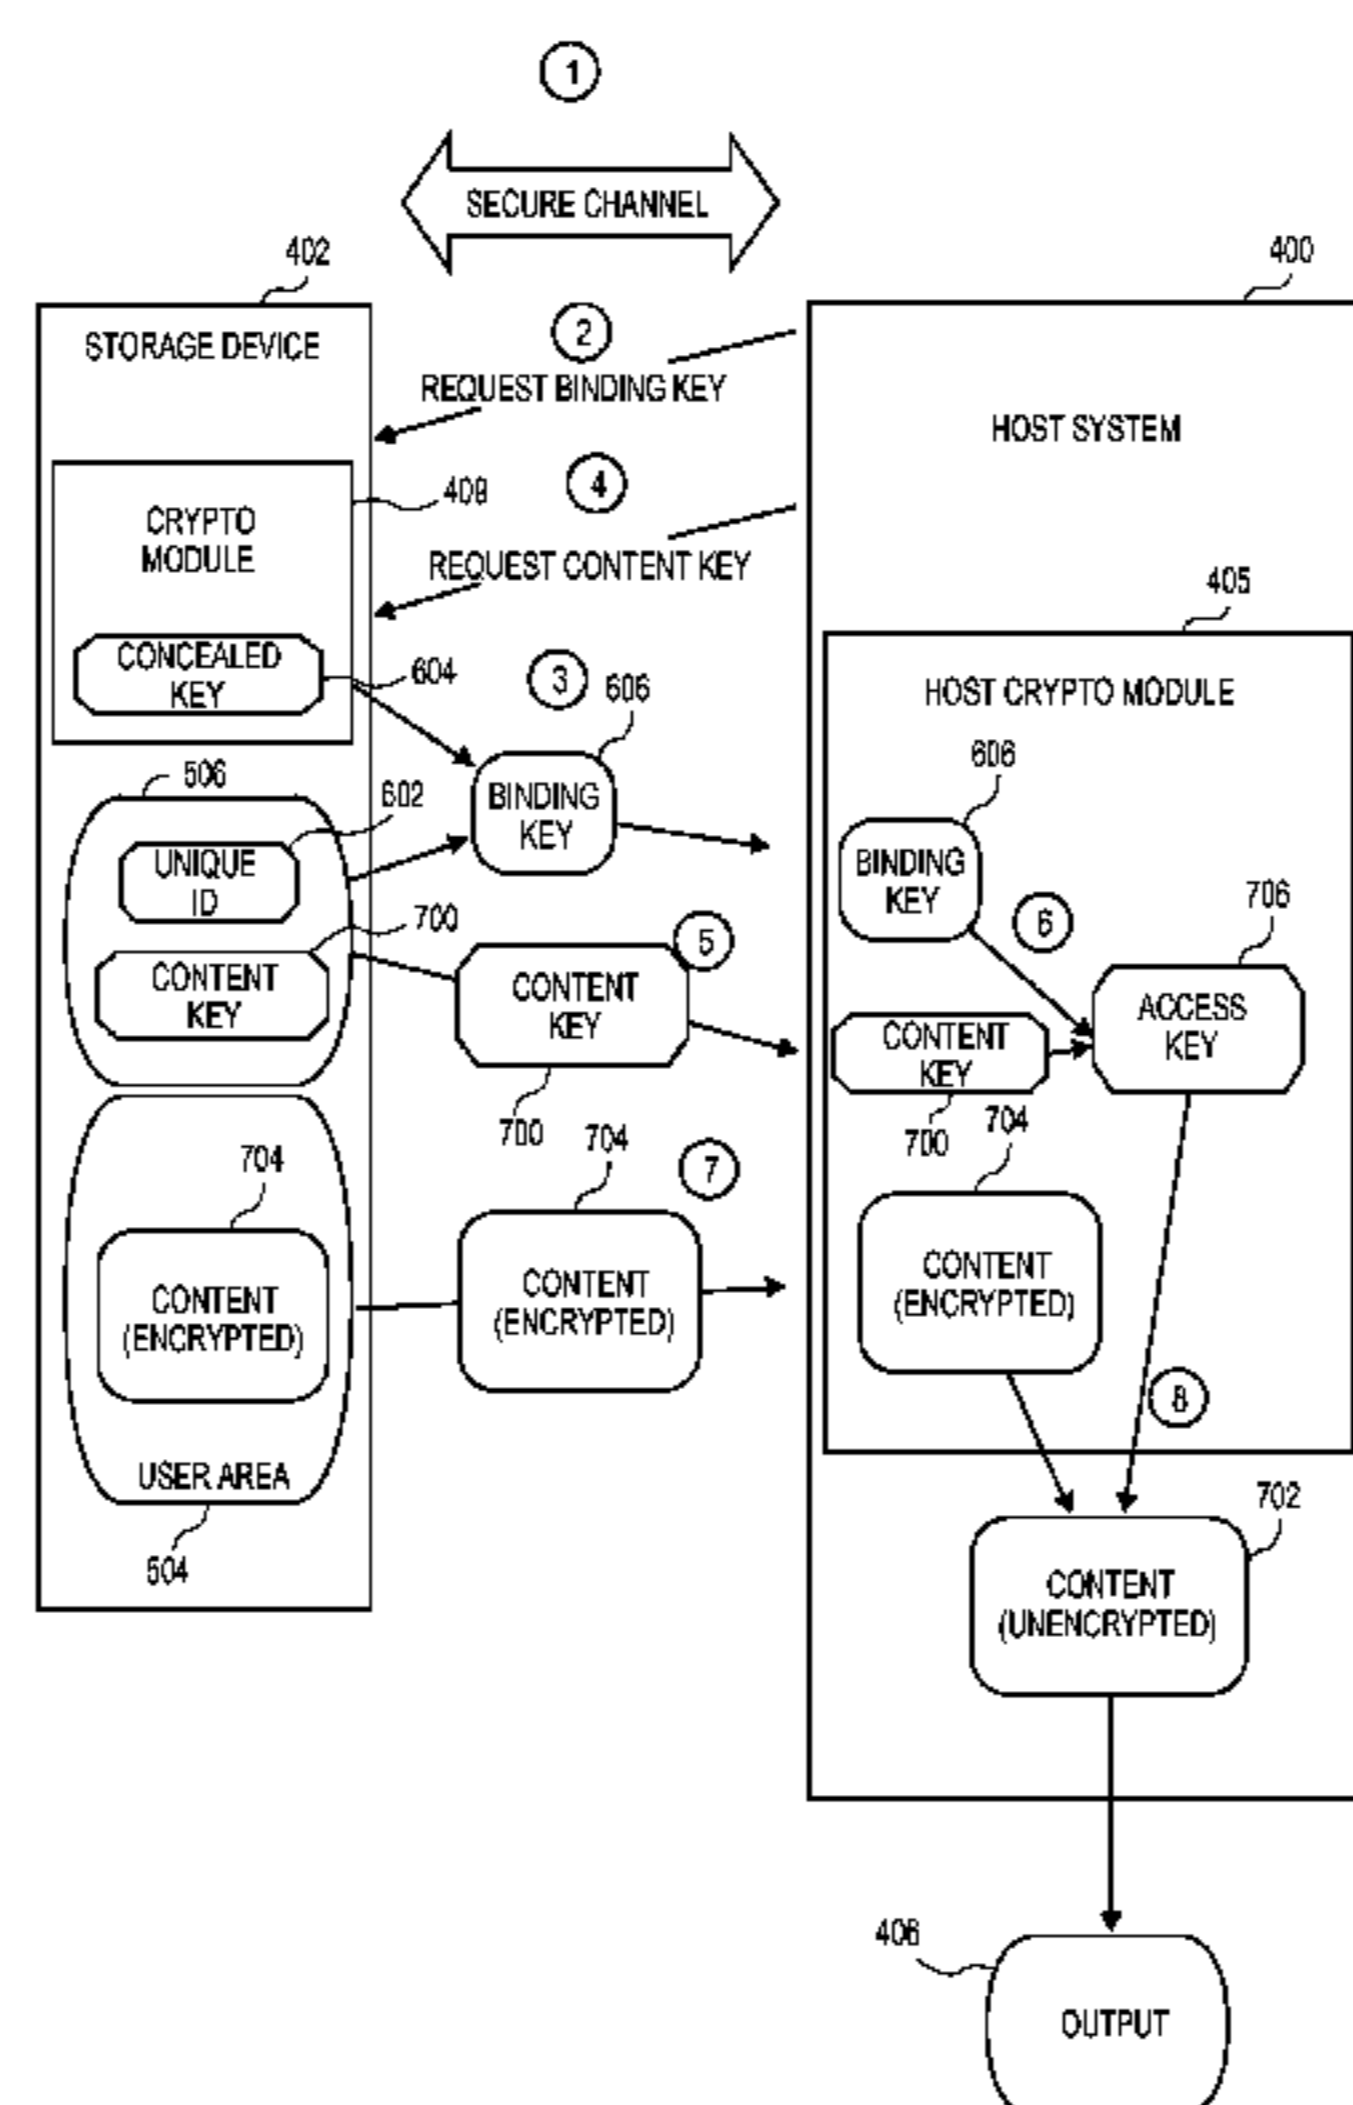 1
SECURE CHANNEL
402
400
STORAGE DEVICE
2
REQUEST BINDING KEY
HOST SYSTEM
4
409
CRYPTO
MODULE
REQUEST CONTENT KEY
405
CONCEALED
KEY
604
3
606
HOST CRYPTO MODULE
506
602
BINDING
KEY
606
UNIQUE
ID
BINDING
KEY
700
5
6
706
CONTENT
KEY
CONTENT
KEY
CONTENT
KEY
ACCESS
KEY
700
704
7
700
704
704
CONTENT
(ENCRYPTED)
CONTENT
(ENCRYPTED)
CONTENT
(ENCRYPTED)
8
USER AREA
504
702
CONTENT
(UNENCRYPTED)
406
OUTPUT